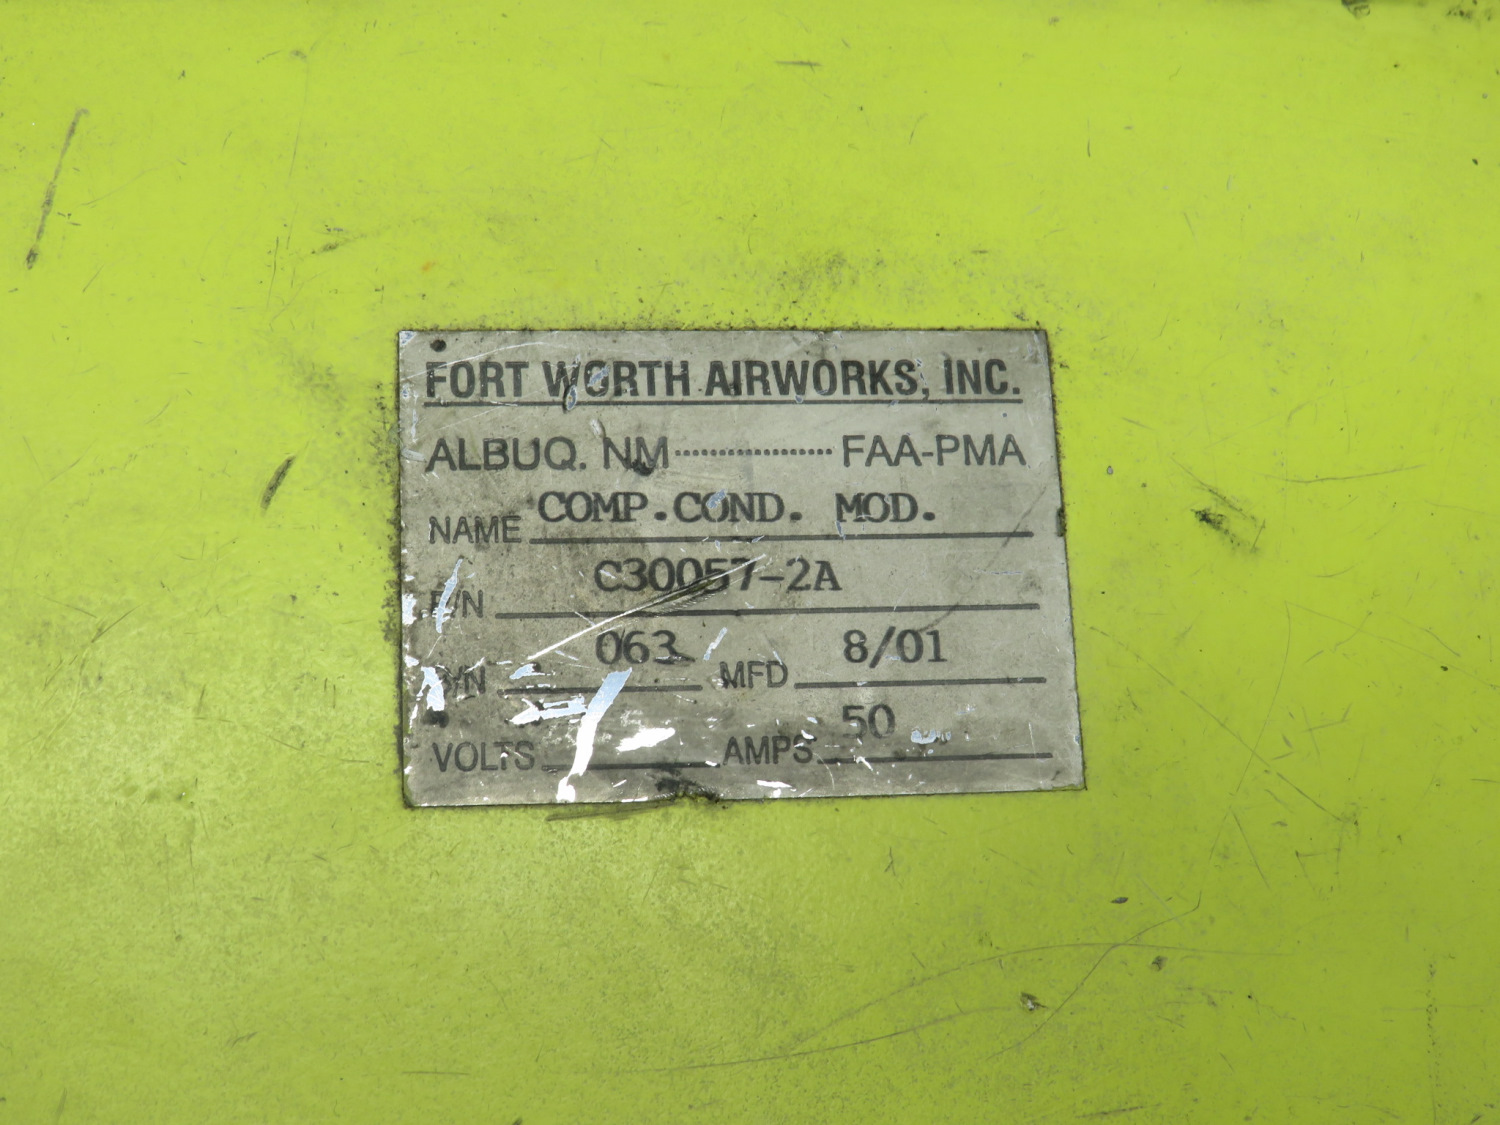 FORT WORTH AIRWORKS, INC.
ALBUQ. NM.....................FAA-PMA
NAME COMP.COND. MOD.
P/N C30057-2A
S/N 063 MFD 8/01
VOLTS AMPS 50